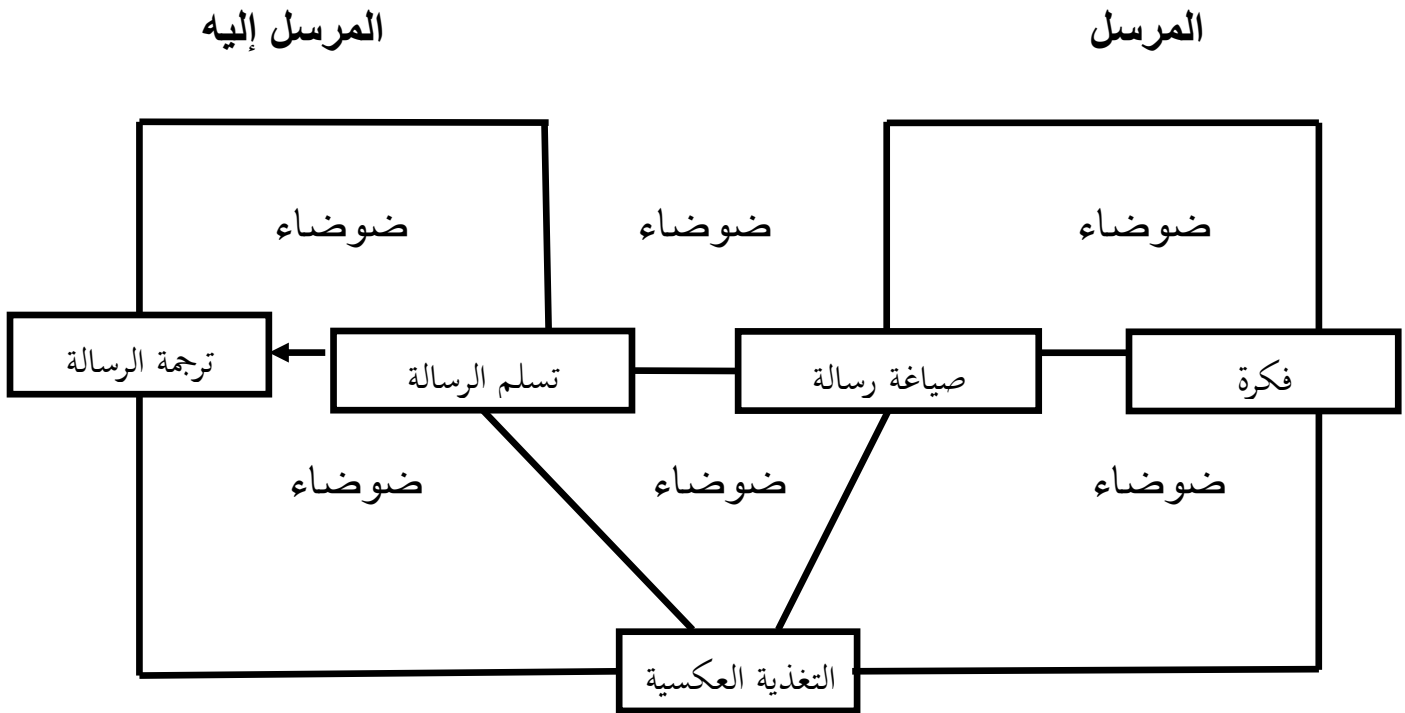 المرسل
المرسل إليه
ضوضاء
ضوضاء
ضوضاء
فكرة
صياغة رسالة
تسلم الرسالة
ترجمة الرسالة
ضوضاء
ضوضاء
ضوضاء
التغذية العكسية